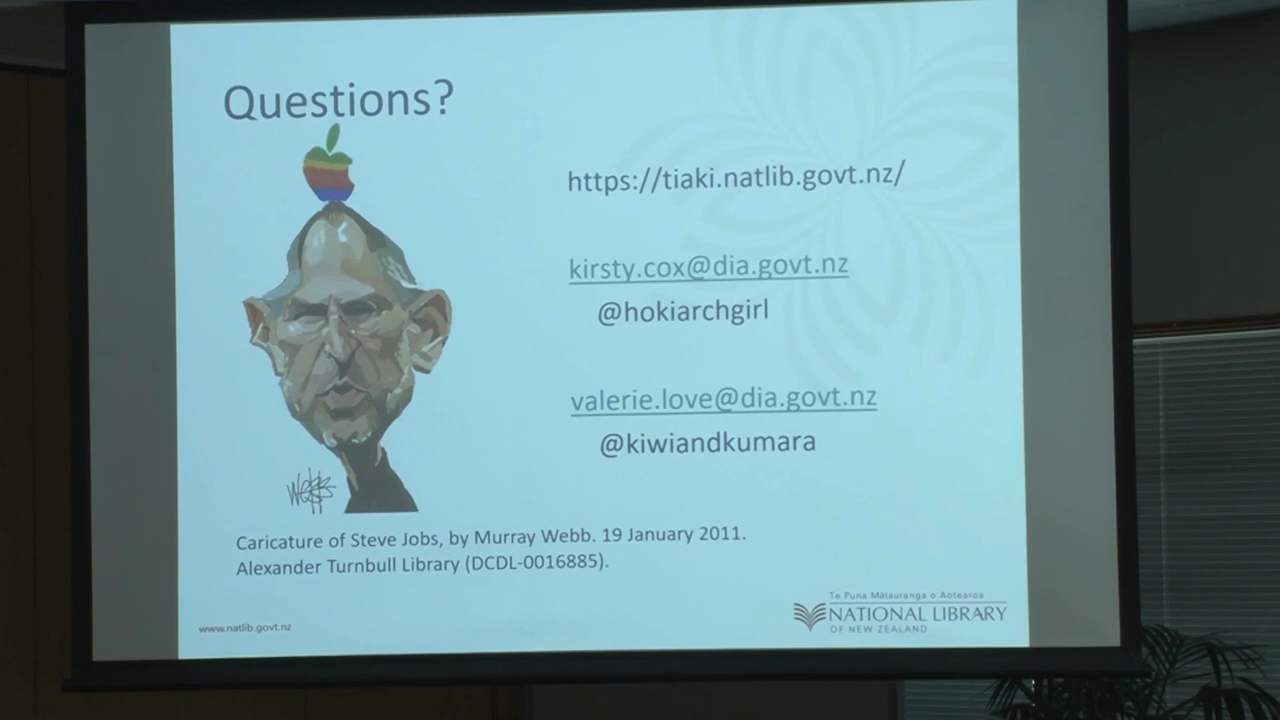 Questions?
https://tiaki.natlib.govt.nz/
kirsty.cox@dia.govt.nz
@hokiarchgirl
valerie.love@dia.govt.nz
@kiwiandkumara
Webb
Caricature of Steve Jobs, by Murray Webb. 19 January 2011.
Alexander Turnbull Library (DCDL-0016885).
www.natlib.govt.nz
Te Puna Mātauranga o Aotearoa
NATIONAL LIBRARY
OF NEW ZEALAND